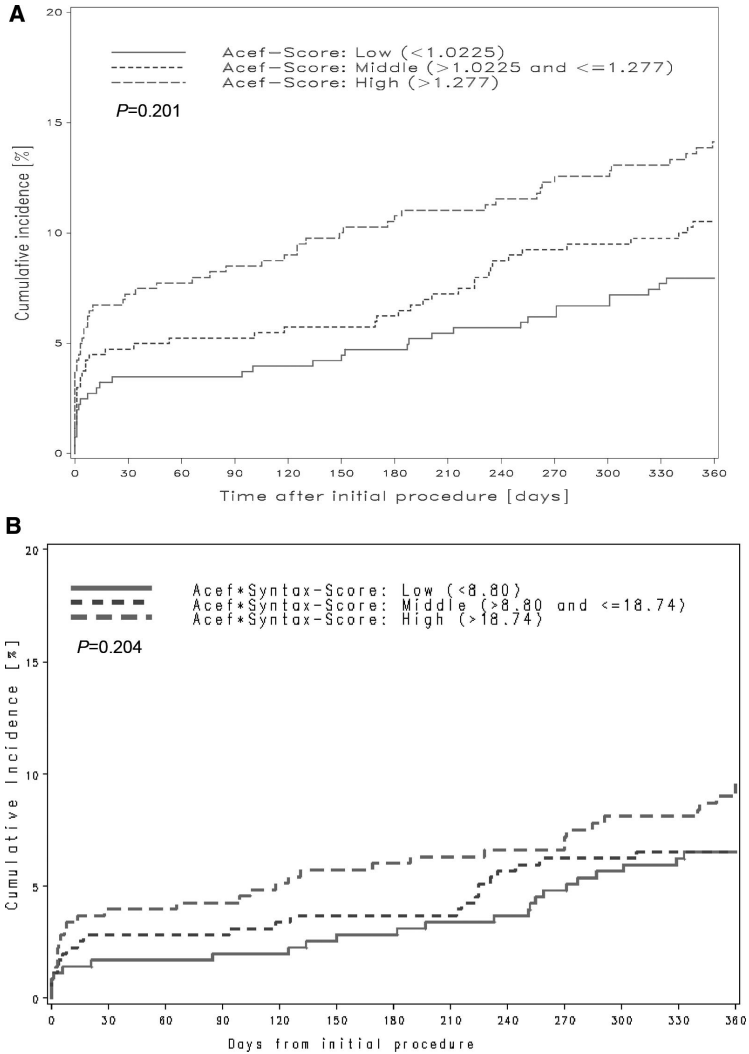 A
20
15
10
5
0
Cumulative incidence [%]
Acef-Score: Low (<1.0225)
Acef-Score: Middle (>1.0225 and <=1.277)
Acef-Score: High (>1.277)
P=0.201
0 30 60 90 120 150 180 210 240 270 300 330 360
Time after initial procedure [days]
B
20
15
10
5
0
Cumulative Incidence [%]
Acef*Syntax-Score: Low (<8.80)
Acef*Syntax-Score: Middle (>8.80 and <=18.74)
Acef*Syntax-Score: High (>18.74)
P=0.204
0 30 60 90 120 150 180 210 240 270 300 330 360
Days from initial procedure